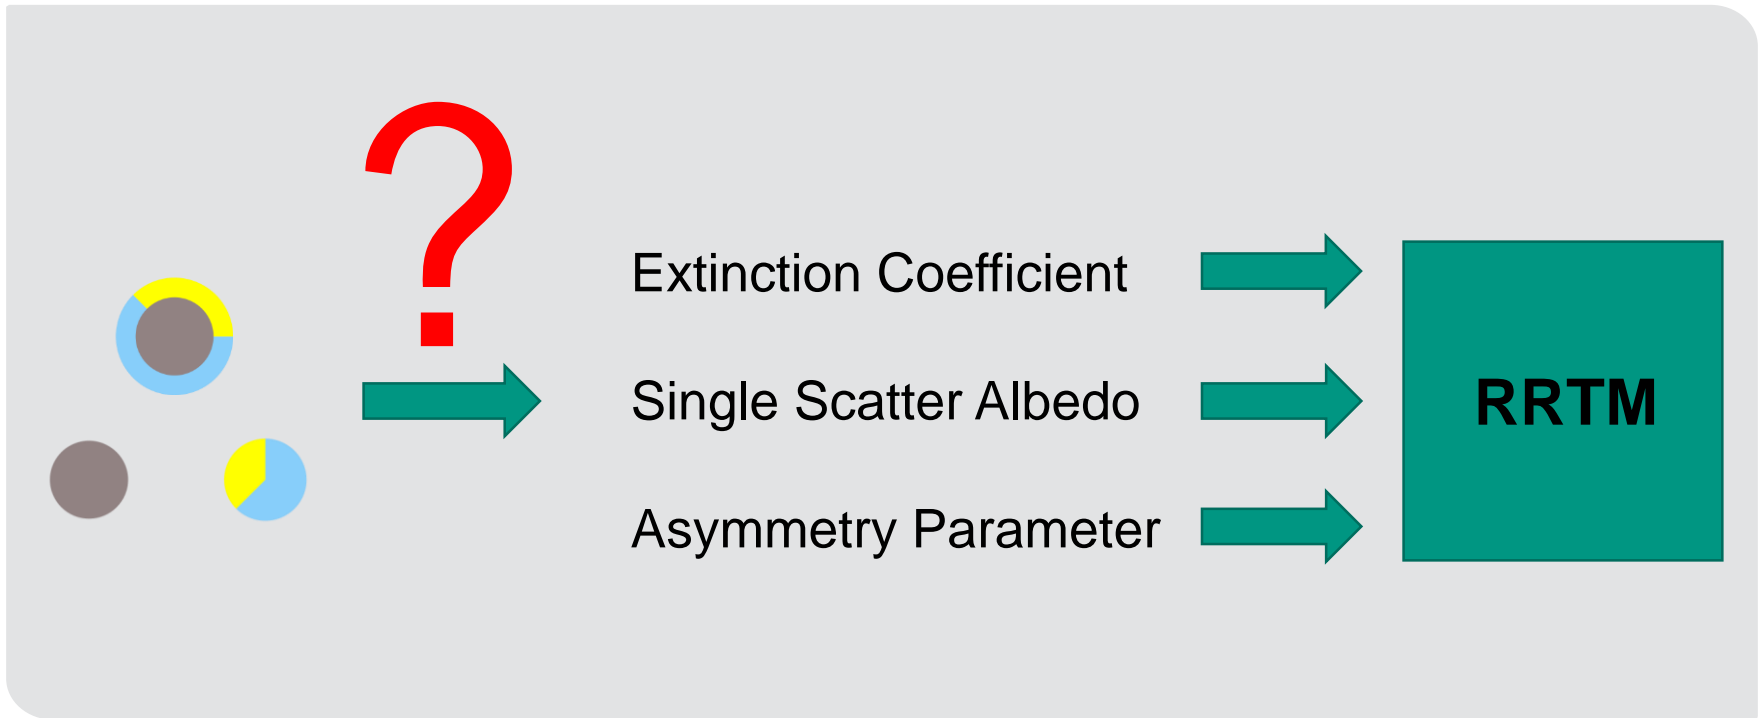 ?
Extinction Coefficient
Single Scatter Albedo
RRTM
Asymmetry Parameter